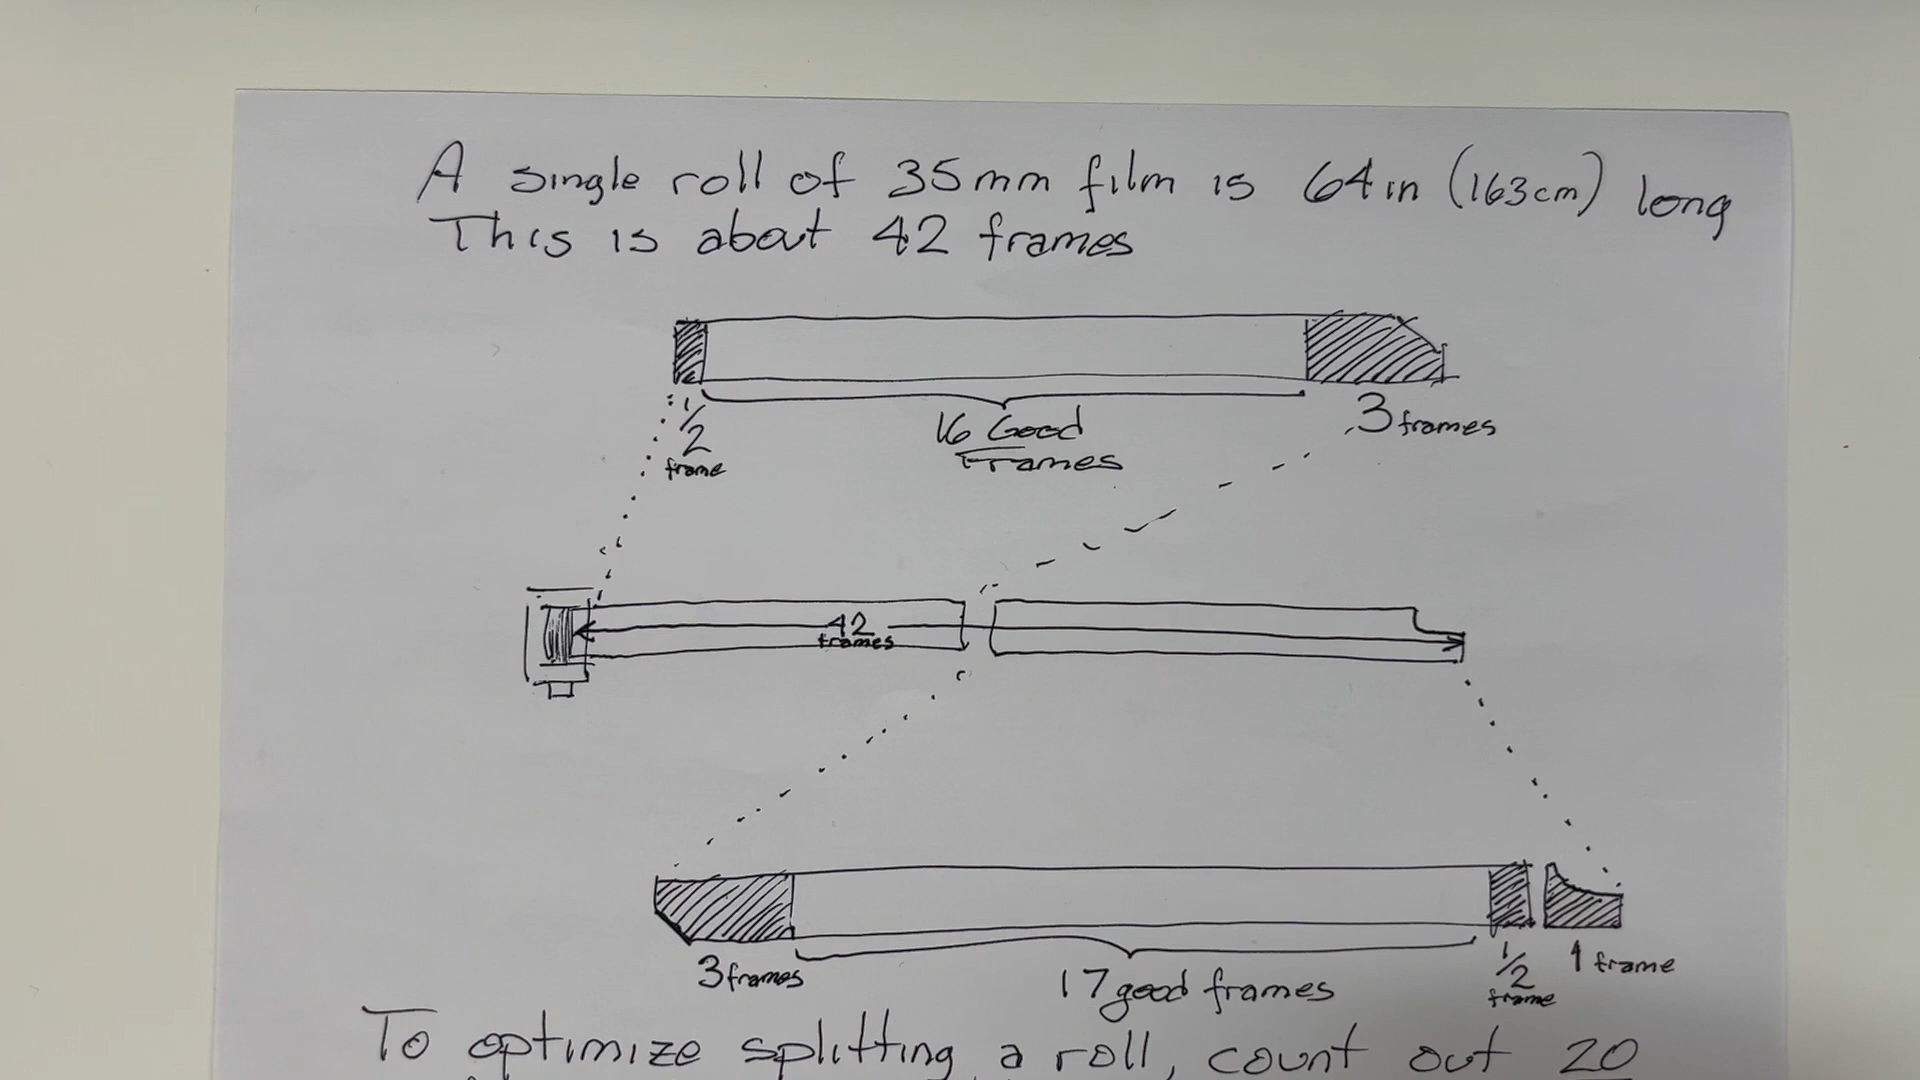 A single roll of 35mm film is 64in (163cm) long
This is about 42 frames
1/2
frame
16 Good
Frames
3 frames
42
frames
3 frames
17 good frames
1/2
frame
1 frame
To optimize splitting a roll, count out 20